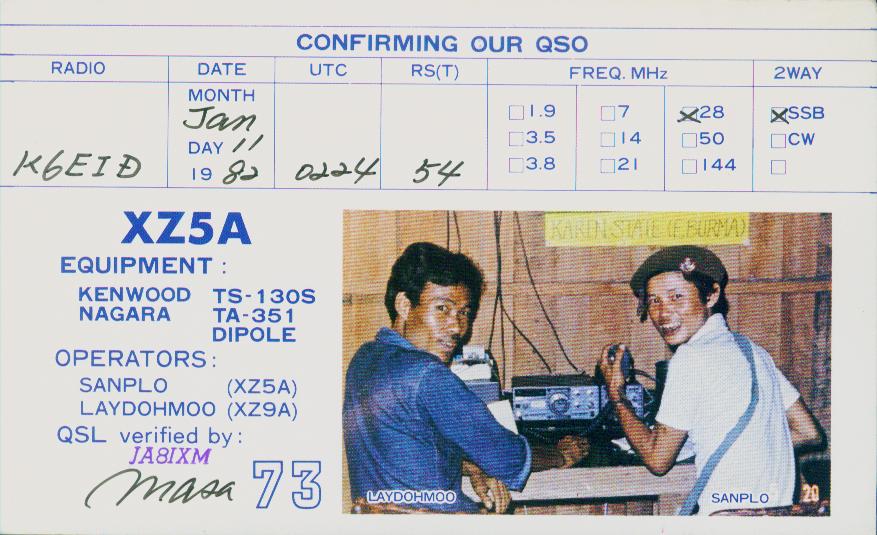 CONFIRMING OUR QSO
RADIO DATE UTC RS(T) FREQ. MHz 2WAY
MONTH
Jan
1.9 7 28 SSB
DAY 11
3.5 14 50 CW
K6EID 19 82 0224 54 3.8 21 144
XZ5A
EQUIPMENT :
KENWOOD TS-130S
NAGARA TA-351
DIPOLE
OPERATORS :
SANPLO (XZ5A)
LAYDOHMOO (XZ9A)
QSL verified by :
JA8IXM
Masa 73
KAREN STATE (E.BURMA)
LAYDOHMOO SANPLO 20